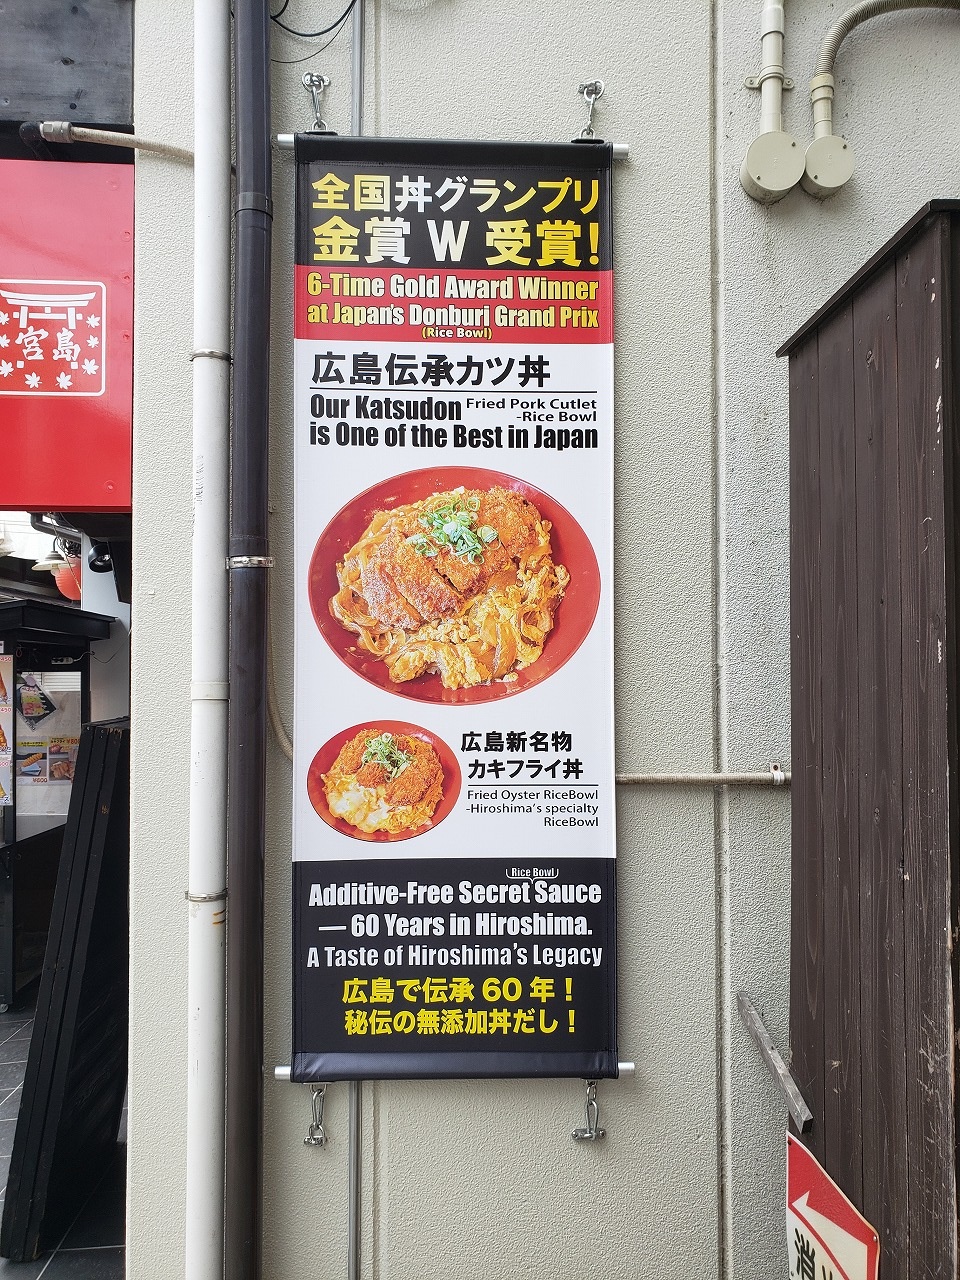 全国丼グランプリ
金賞 W 受賞!
6-Time Gold Award Winner
at Japan's Donburi Grand Prix
(Rice Bowl)
広島伝承カツ丼
Our Katsudon Fried Pork Cutlet
-Rice Bowl
is One of the Best in Japan
広島新名物
カキフライ丼
Fried Oyster RiceBowl
-Hiroshima's specialty
RiceBowl
Rice Bowl
Additive-Free Secret Sauce
— 60 Years in Hiroshima.
A Taste of Hiroshima's Legacy
広島で伝承 60 年!
秘伝の無添加丼だし!
宮島
消